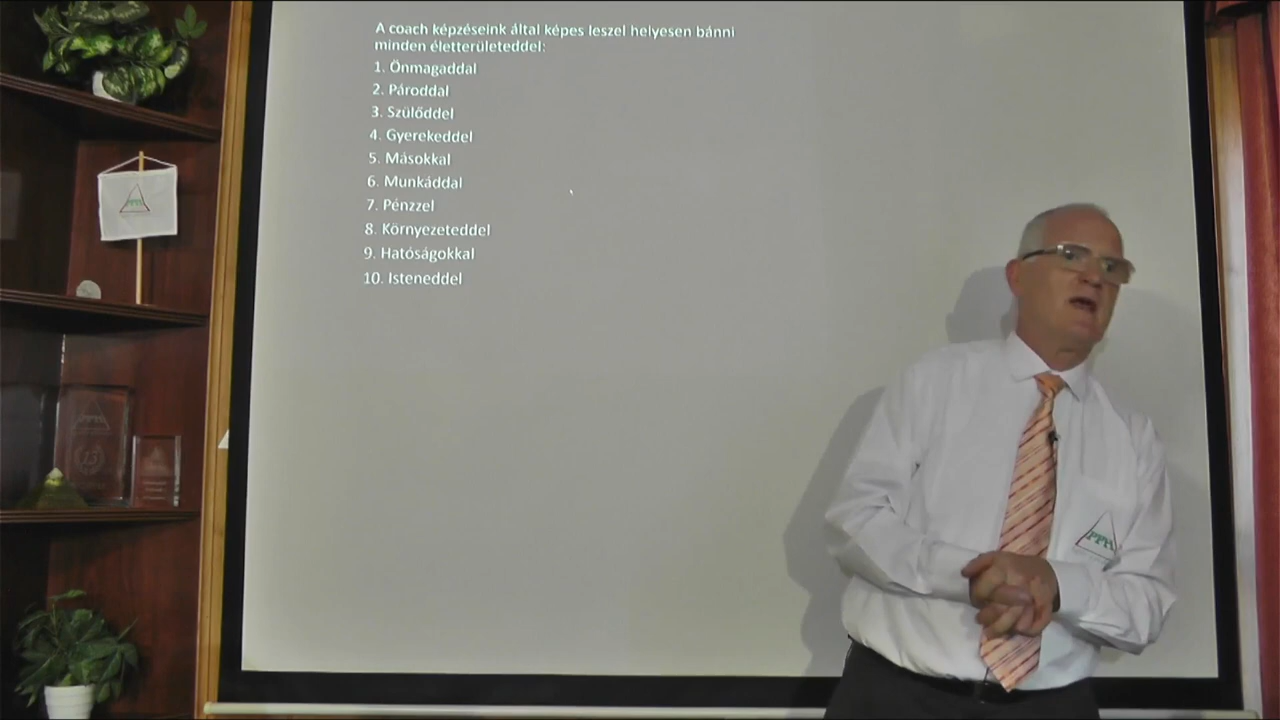 A coach képzéseink által képes leszel helyesen bánni
minden életterületeddel:
1. Önmagaddal
2. Pároddal
3. Szülőddel
4. Gyerekeddel
5. Másokkal
6. Munkáddal
7. Pénzzel
8. Környezeteddel
9. Hatóságokkal
10. Isteneddel
13